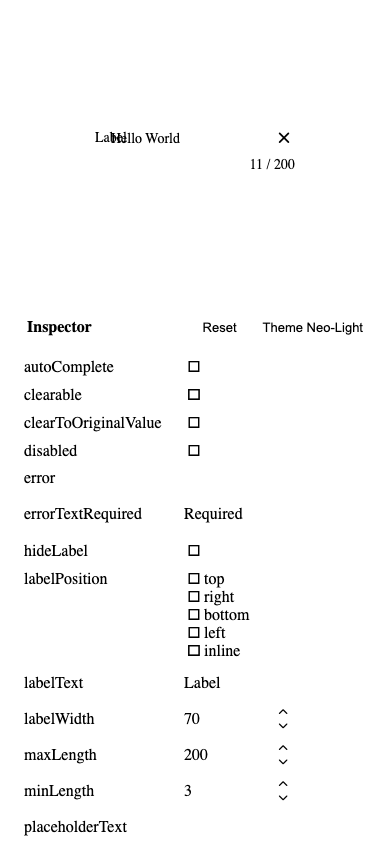 Label Hello World
11 / 200
Inspector Reset Theme Neo-Light
autoComplete
clearable
clearToOriginalValue
disabled
error
errorTextRequired Required
hideLabel
labelPosition top
right
bottom
left
inline
labelText Label
labelWidth 70
maxLength 200
minLength 3
placeholderText